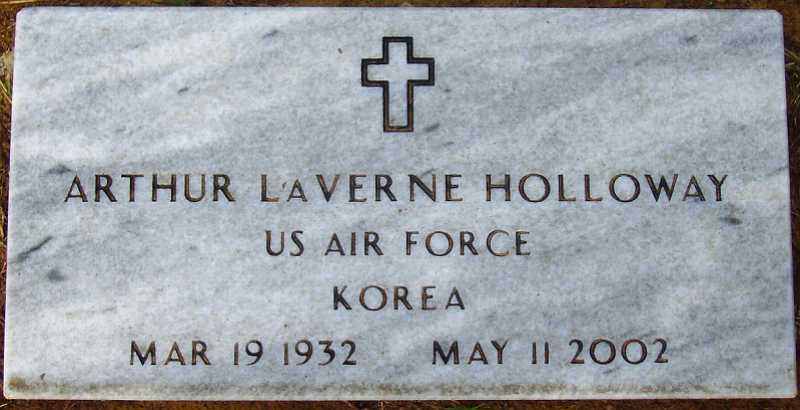 ARTHUR LaVERNE HOLLOWAY
US AIR FORCE
KOREA
MAR 19 1932 MAY 11 2002